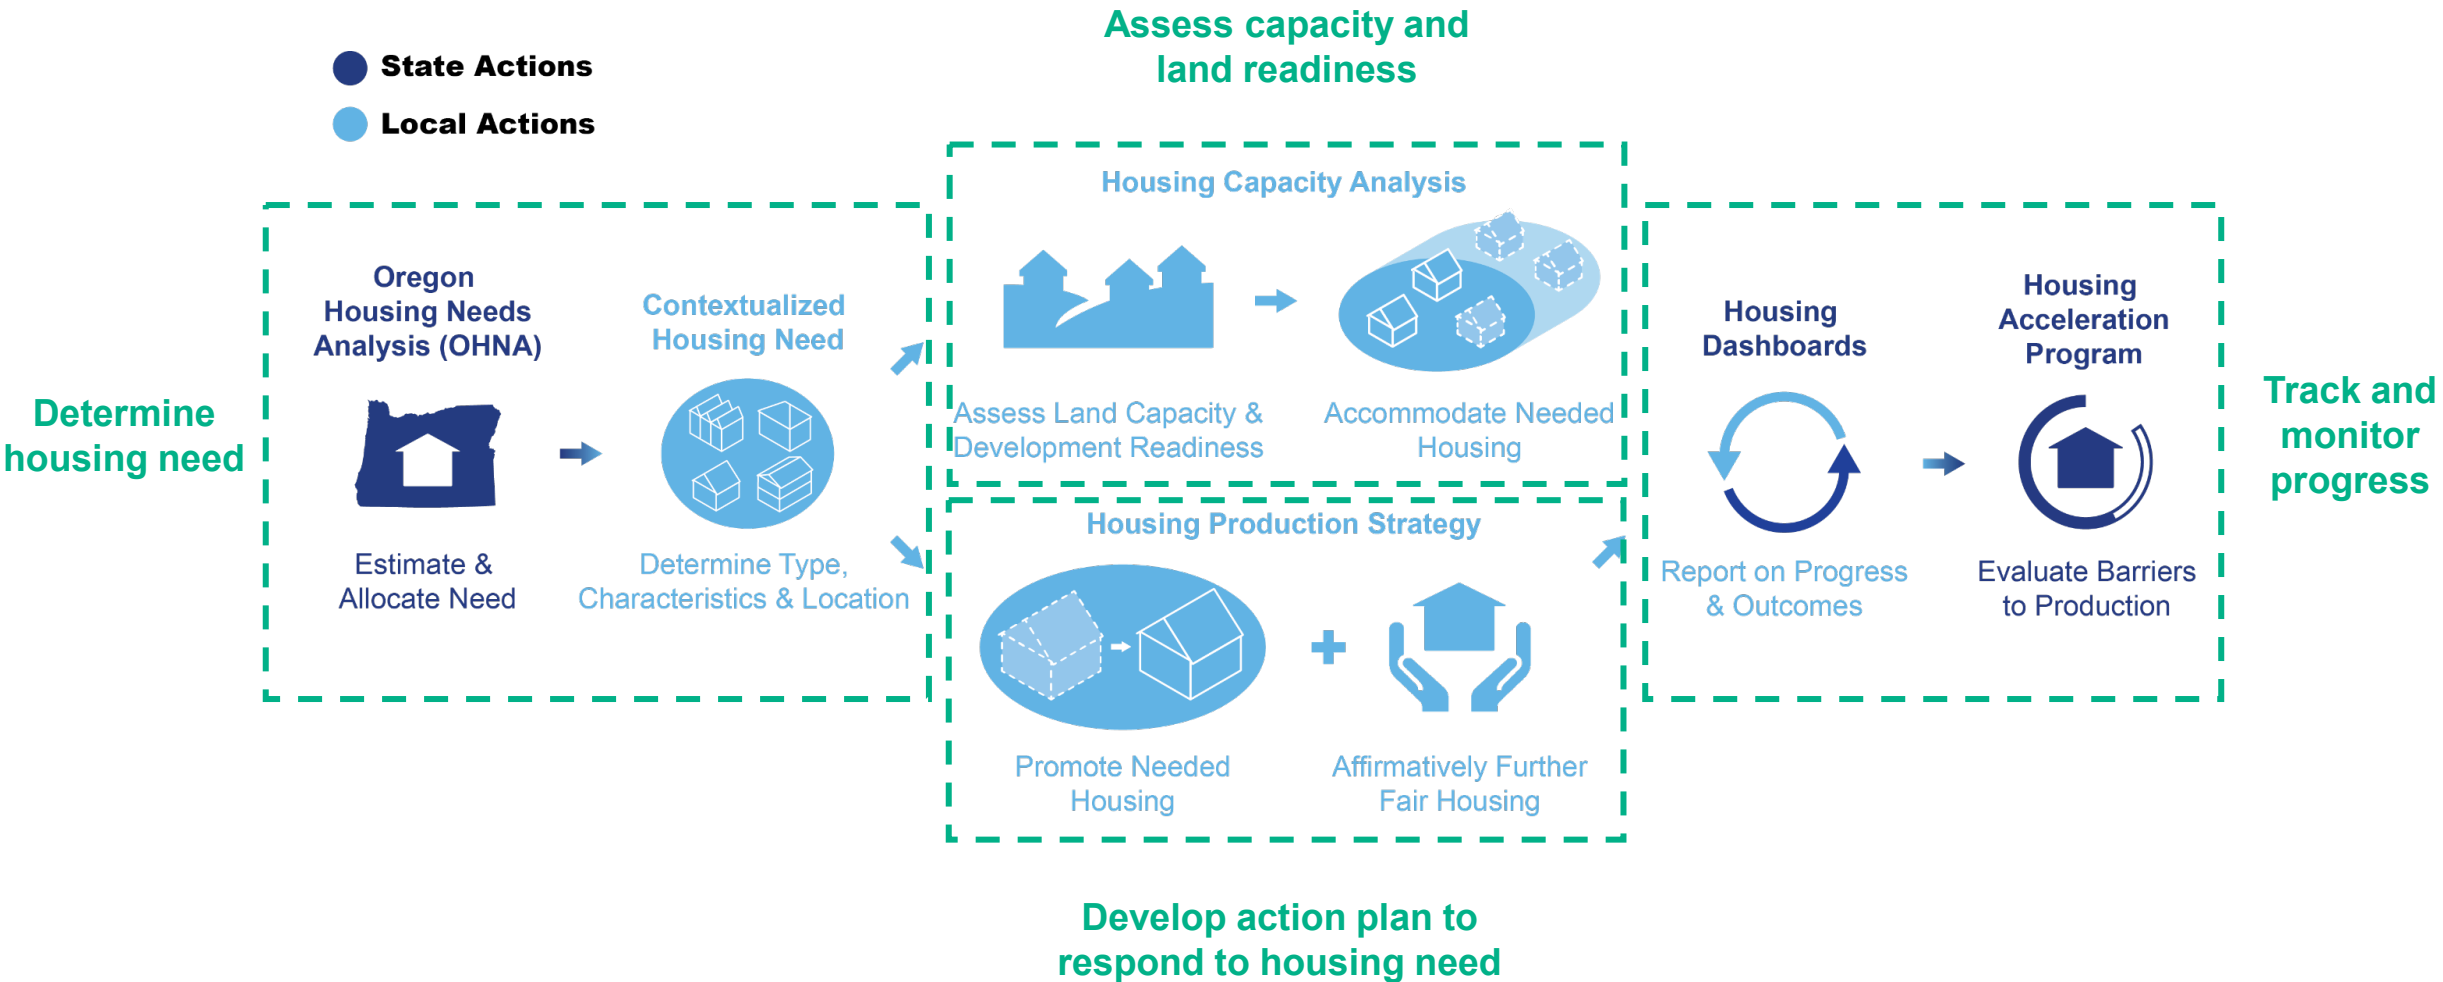 State Actions
Local Actions
Assess capacity and
land readiness
Determine
housing need
Oregon
Housing Needs
Analysis (OHNA)
Estimate &
Allocate Need
Contextualized
Housing Need
Determine Type,
Characteristics & Location
Housing Capacity Analysis
Assess Land Capacity &
Development Readiness
Accommodate Needed
Housing
Housing Production Strategy
Promote Needed
Housing
Affirmatively Further
Fair Housing
Develop action plan to
respond to housing need
Housing
Dashboards
Report on Progress
& Outcomes
Housing
Acceleration
Program
Evaluate Barriers
to Production
Track and
monitor
progress